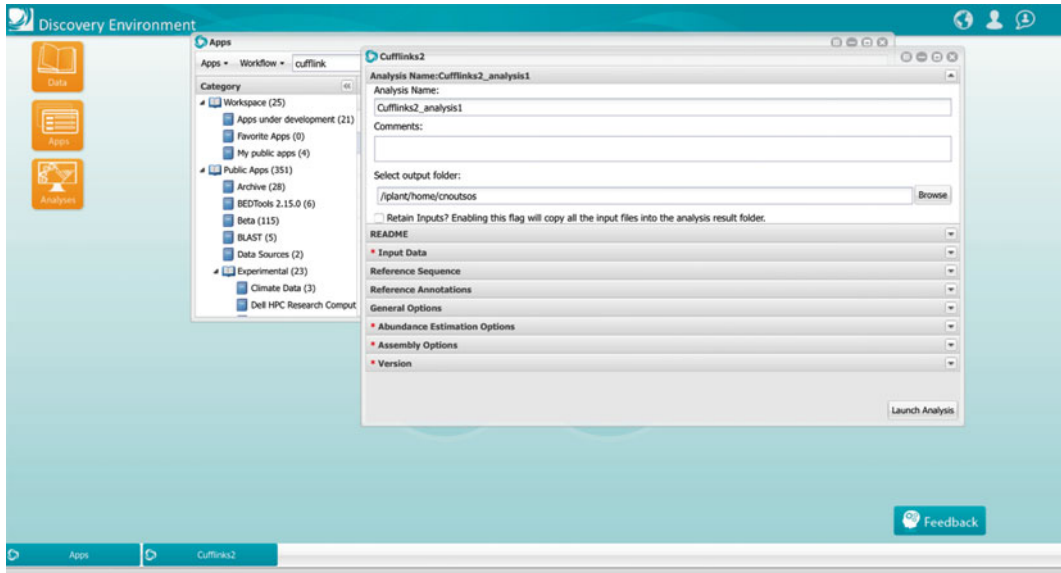 Discovery Environment
Data
Apps
Analyses
Apps
Apps Workflow cufflink
Category
Workspace (25)
Apps under development (21)
Favorite Apps (0)
My public apps (4)
Public Apps (351)
Archive (28)
BEDTools 2.15.0 (6)
Beta (115)
BLAST (5)
Data Sources (2)
Experimental (23)
Climate Data (3)
Dell HPC Research Comput
Cufflinks2
Analysis Name:Cufflinks2_analysis1
Analysis Name:
Cufflinks2_analysis1
Comments:
Select output folder:
/iplant/home/cnoutsos Browse
Retain Inputs? Enabling this flag will copy all the input files into the analysis result folder.
README
* Input Data
Reference Sequence
Reference Annotations
General Options
* Abundance Estimation Options
* Assembly Options
* Version
Launch Analysis
Feedback
Apps Cufflinks2